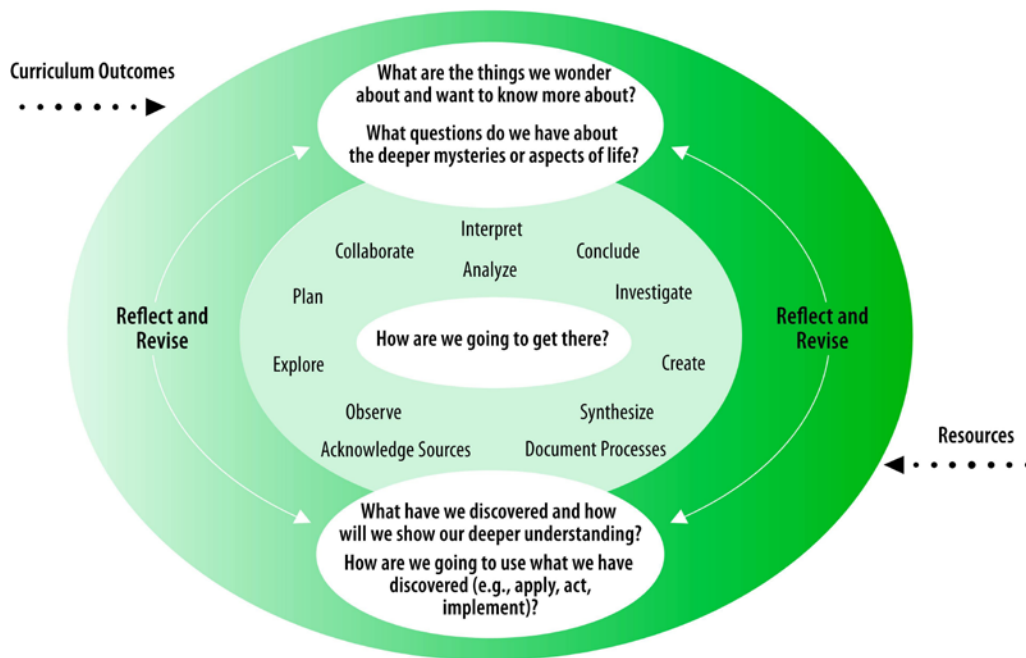 Curriculum Outcomes
What are the things we wonder
about and want to know more about?
What questions do we have about
the deeper mysteries or aspects of life?
Interpret
Collaborate
Conclude
Analyze
Plan
Investigate
Reflect and
Revise
How are we going to get there?
Reflect and
Revise
Explore
Create
Observe
Synthesize
Acknowledge Sources
Document Processes
Resources
What have we discovered and how
will we show our deeper understanding?
How are we going to use what we have
discovered (e.g., apply, act,
implement)?